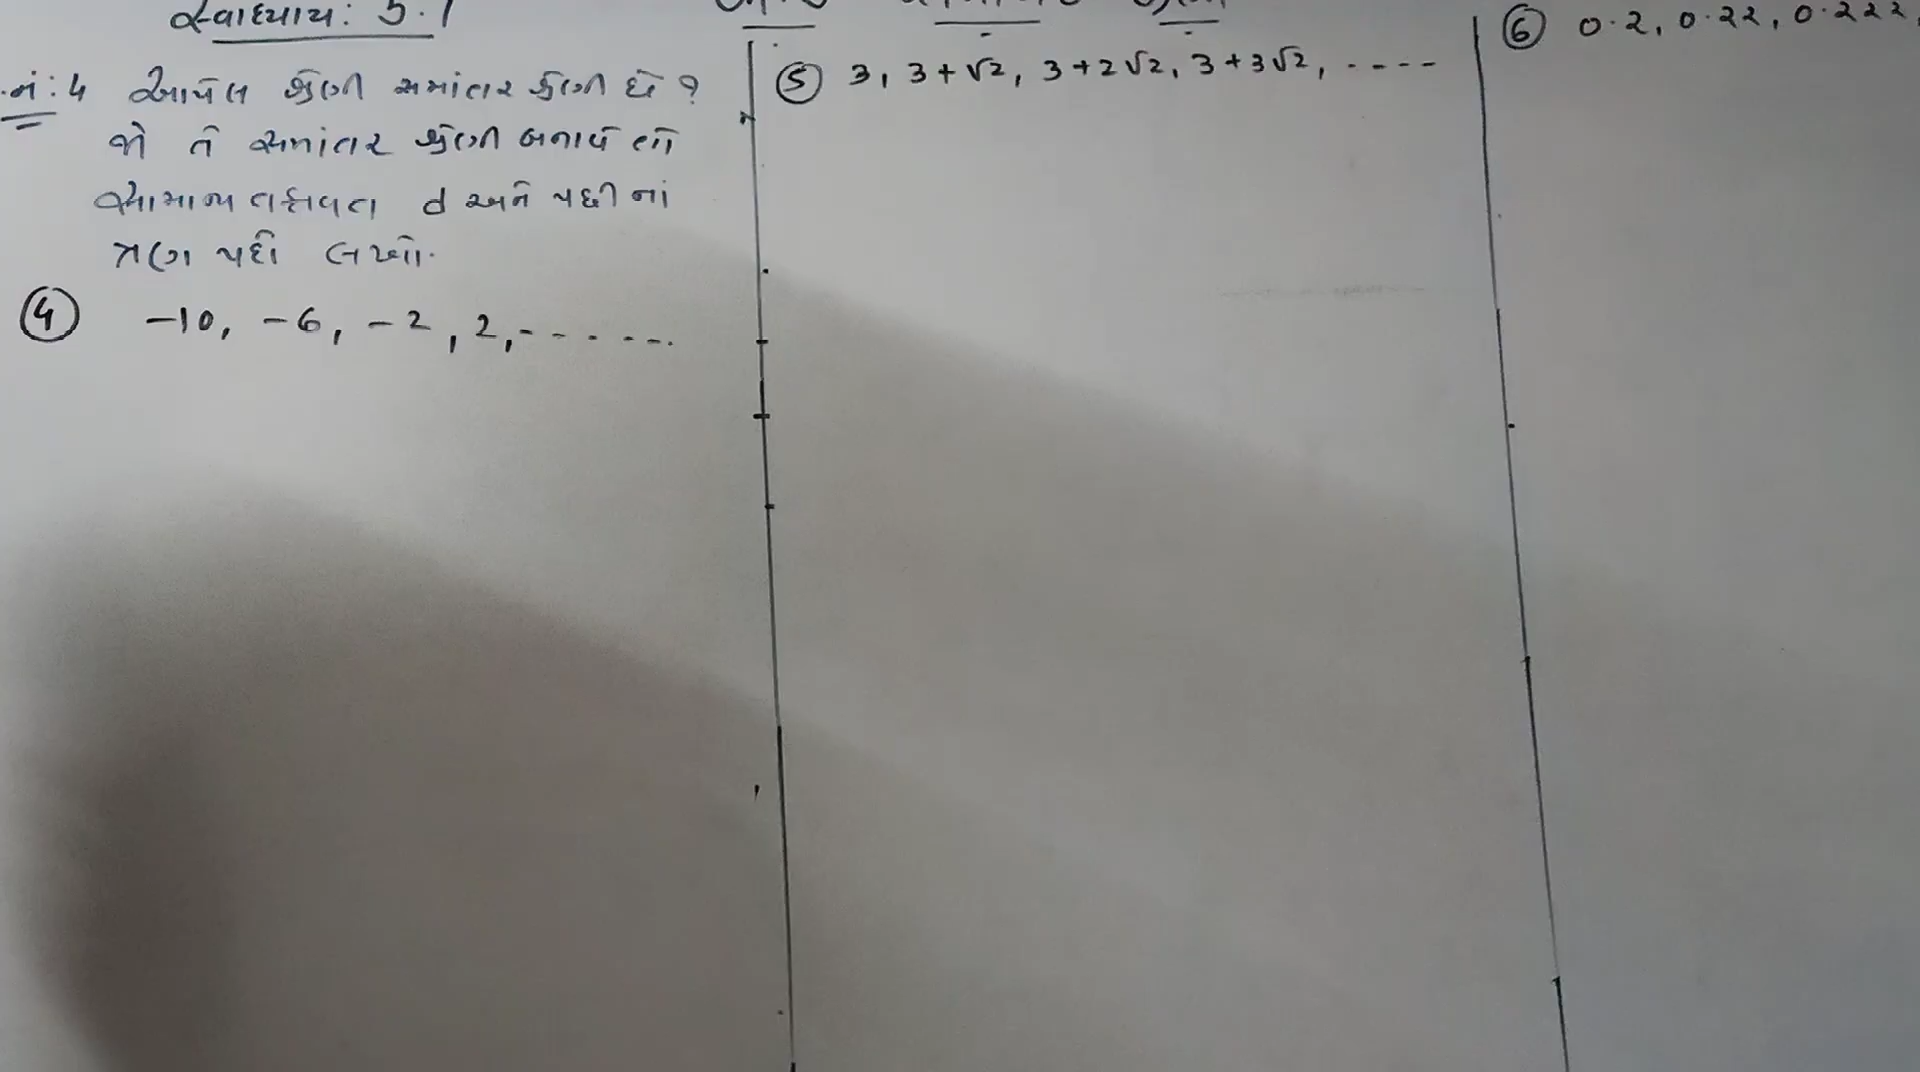 સ્વાધ્યાય: 5.1
નં: 4 આપેલ શ્રેણી સમાંતર શ્રેણી છે ?
જો તે સમાંતર શ્રેણી બનાવે તો
સામાન્ય તફાવત d અને પછી નાં
ત્રણ પદો લખો.
④ -10, -6, -2, 2, - - - - - -.
⑤ 3, 3+√2, 3+2√2, 3+3√2, - - - -
⑥ 0.2, 0.22, 0.222,